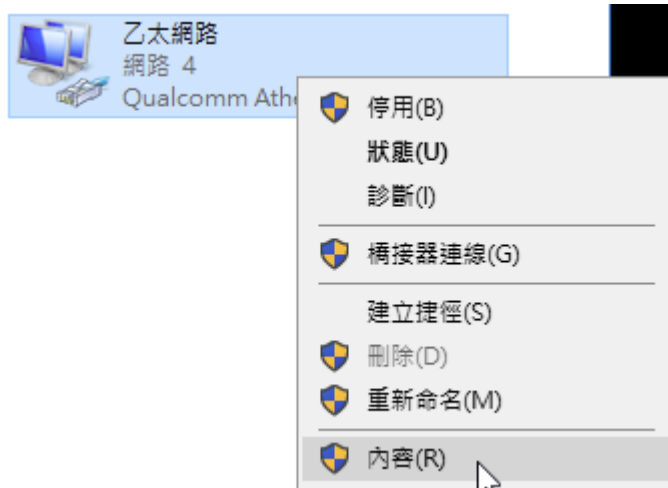 乙太網路
網路 4
Qualcomm Ath
停用(B)
狀態(U)
診斷(I)
橋接器連線(G)
建立捷徑(S)
刪除(D)
重新命名(M)
內容(R)